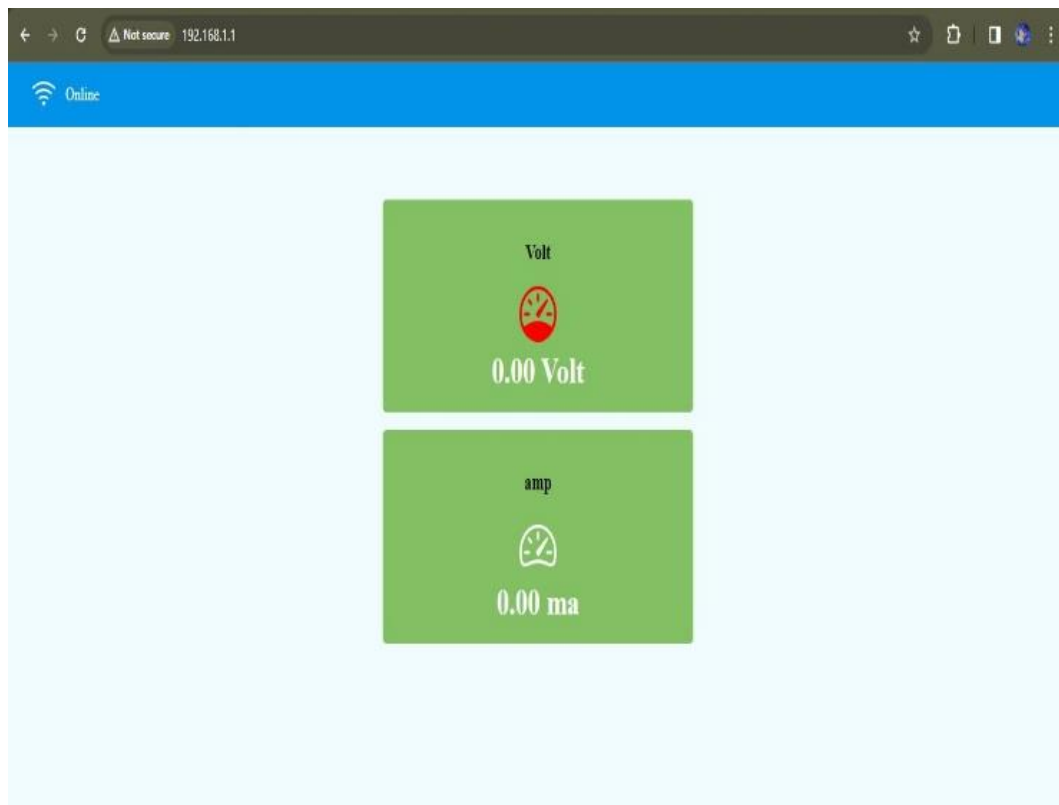 Not secure 192.168.1.1
Online
Volt
0.00 Volt
amp
0.00 ma